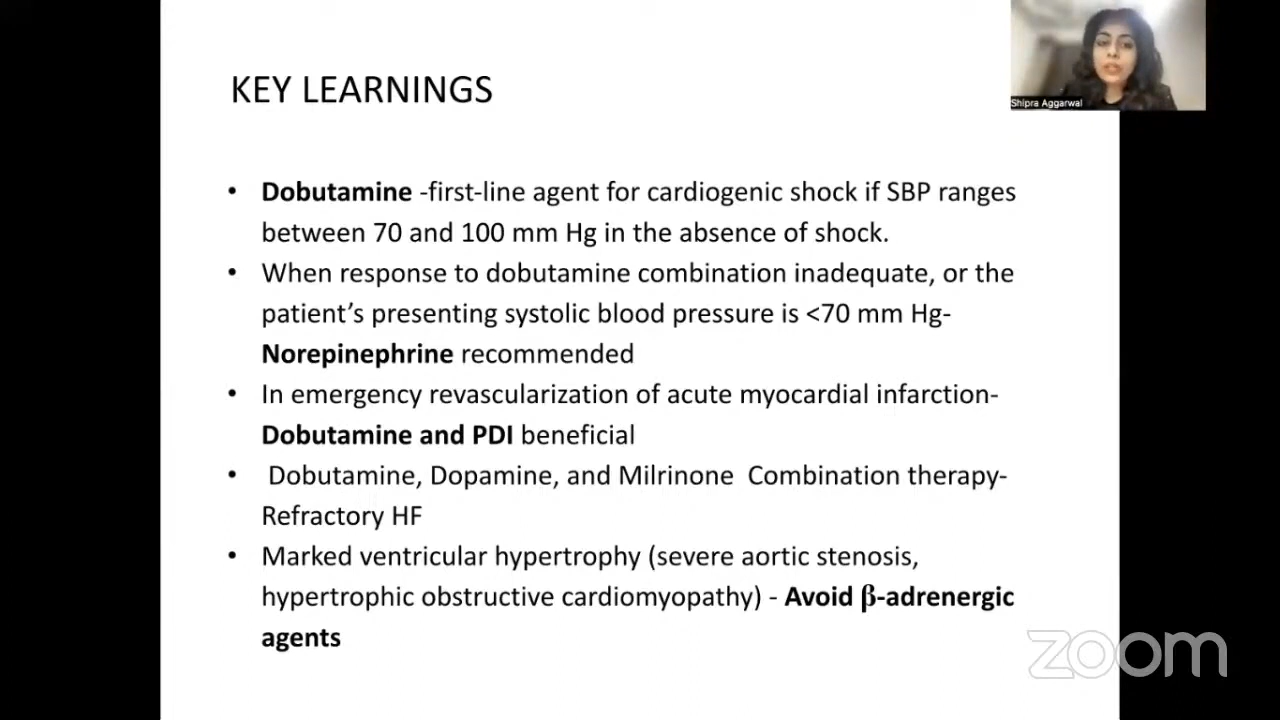 KEY LEARNINGS
Shipra Aggarwal
• Dobutamine -first-line agent for cardiogenic shock if SBP ranges
between 70 and 100 mm Hg in the absence of shock.
• When response to dobutamine combination inadequate, or the
patient’s presenting systolic blood pressure is <70 mm Hg-
Norepinephrine recommended
• In emergency revascularization of acute myocardial infarction-
Dobutamine and PDI beneficial
• Dobutamine, Dopamine, and Milrinone Combination therapy-
Refractory HF
• Marked ventricular hypertrophy (severe aortic stenosis,
hypertrophic obstructive cardiomyopathy) - Avoid β-adrenergic
agents
zoom